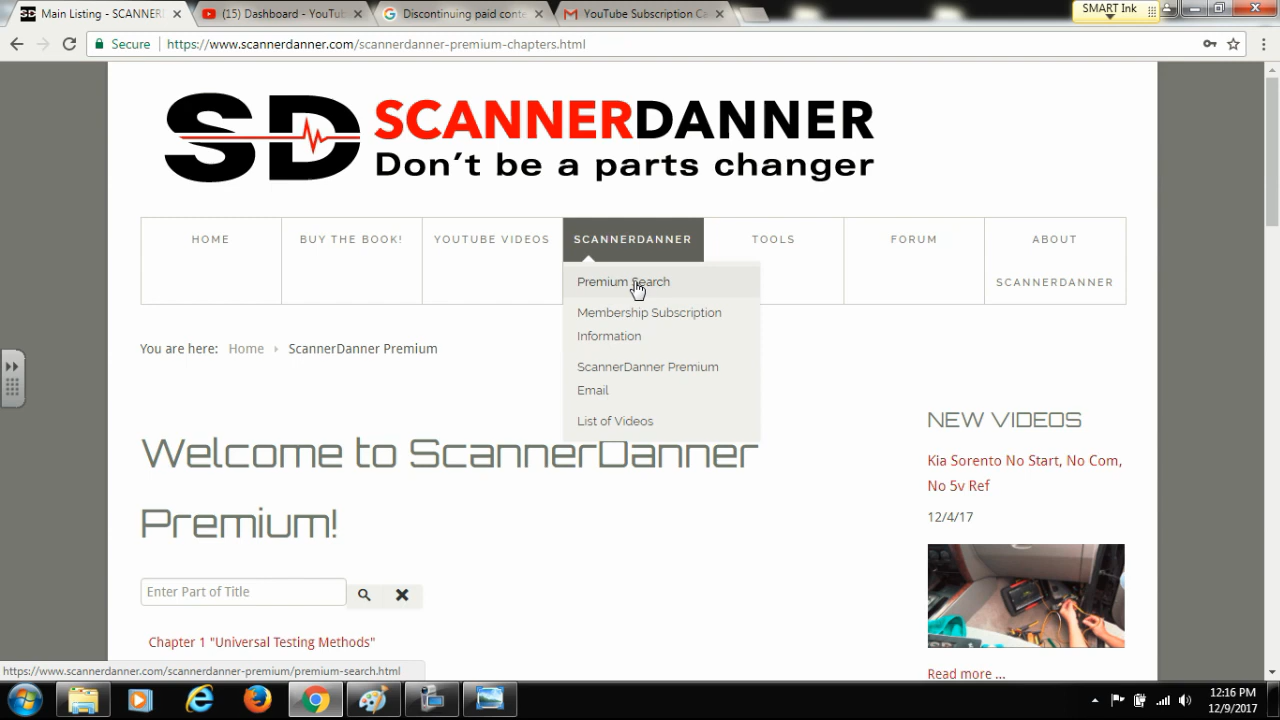 Main Listing - SCANNER
(15) Dashboard - YouTu
Discontinuing paid conte
YouTube Subscription Ce
SMART Ink
Secure
https://www.scannerdanner.com/scannerdanner-premium-chapters.html
SD
SCANNERDANNER
Don't be a parts changer
HOME
BUY THE BOOK!
YOUTUBE VIDEOS
SCANNERDANNER
TOOLS
FORUM
ABOUT
SCANNERDANNER
Premium Search
Membership Subscription
Information
ScannerDanner Premium
Email
List of Videos
You are here: Home ScannerDanner Premium
Welcome to ScannerDanner
Premium!
Enter Part of Title
Chapter 1 "Universal Testing Methods"
NEW VIDEOS
Kia Sorento No Start, No Com,
No 5v Ref
12/4/17
Read more ...
https://www.scannerdanner.com/scannerdanner-premium/premium-search.html
12:16 PM
12/9/2017